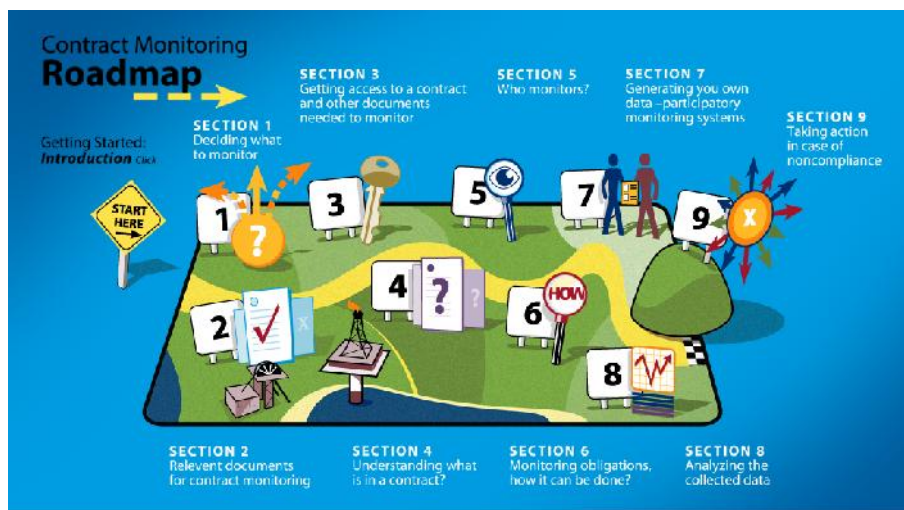 Contract Monitoring
Roadmap
Getting Started:
Introduction Click
START
HERE
SECTION 1
Deciding what
to monitor
SECTION 3
Getting access to a contract
and other documents
needed to monitor
SECTION 5
Who monitors?
SECTION 7
Generating you own
data –participatory
monitoring systems
SECTION 9
Taking action
in case of
noncompliance
1
?
3
5
7
9
X
2
X
4
?
?
6
HOW
8
SECTION 2
Relevent documents
for contract monitoring
SECTION 4
Understanding what
is in a contract?
SECTION 6
Monitoring obligations,
how it can be done?
SECTION 8
Analyzing the
collected data